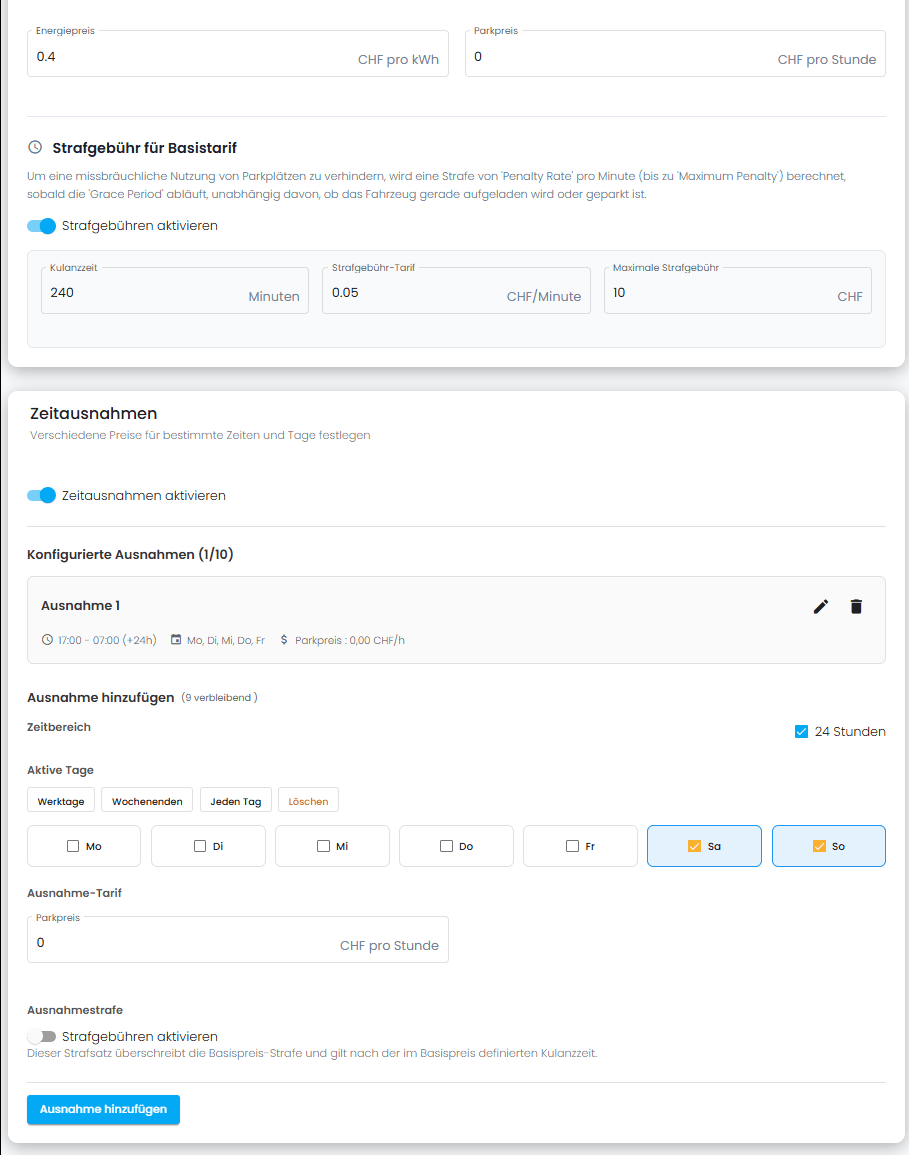 Energiepreis
0.4 CHF pro kWh
Parkpreis
0 CHF pro Stunde
Strafgebühr für Basistarif
Um eine missbräuchliche Nutzung von Parkplätzen zu verhindern, wird eine Strafe von 'Penalty Rate' pro Minute (bis zu 'Maximum Penalty') berechnet,
sobald die 'Grace Period' abläuft, unabhängig davon, ob das Fahrzeug gerade aufgeladen wird oder geparkt ist.
Strafgebühren aktivieren
Kulanzzeit
240 Minuten
Strafgebühr-Tarif
0.05 CHF/Minute
Maximale Strafgebühr
10 CHF
Zeitausnahmen
Verschiedene Preise für bestimmte Zeiten und Tage festlegen
Zeitausnahmen aktivieren
Konfigurierte Ausnahmen (1/10)
Ausnahme 1
17:00 - 07:00 (+24h) Mo, Di, Mi, Do, Fr $ Parkpreis : 0,00 CHF/h
Ausnahme hinzufügen (9 verbleibend )
Zeitbereich
24 Stunden
Aktive Tage
Werktage Wochenenden Jeden Tag Löschen
Mo Di Mi Do Fr Sa So
Ausnahme-Tarif
Parkpreis
0 CHF pro Stunde
Ausnahmestrafe
Strafgebühren aktivieren
Dieser Strafsatz überschreibt die Basispreis-Strafe und gilt nach der im Basispreis definierten Kulanzzeit.
Ausnahme hinzufügen